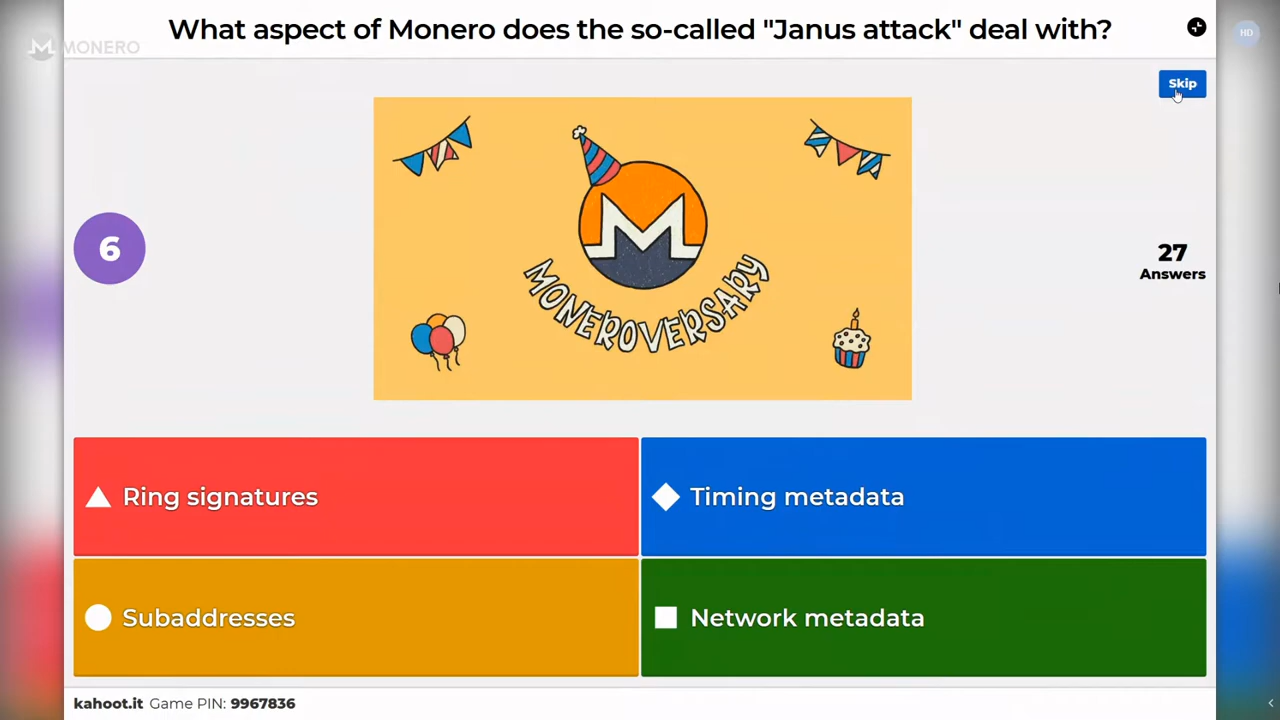 What aspect of Monero does the so-called "Janus attack" deal with?
MONERO
HD
Skip
6
MONEROVERSARY
27
Answers
Ring signatures
Timing metadata
Subaddresses
Network metadata
kahoot.it Game PIN: 9967836